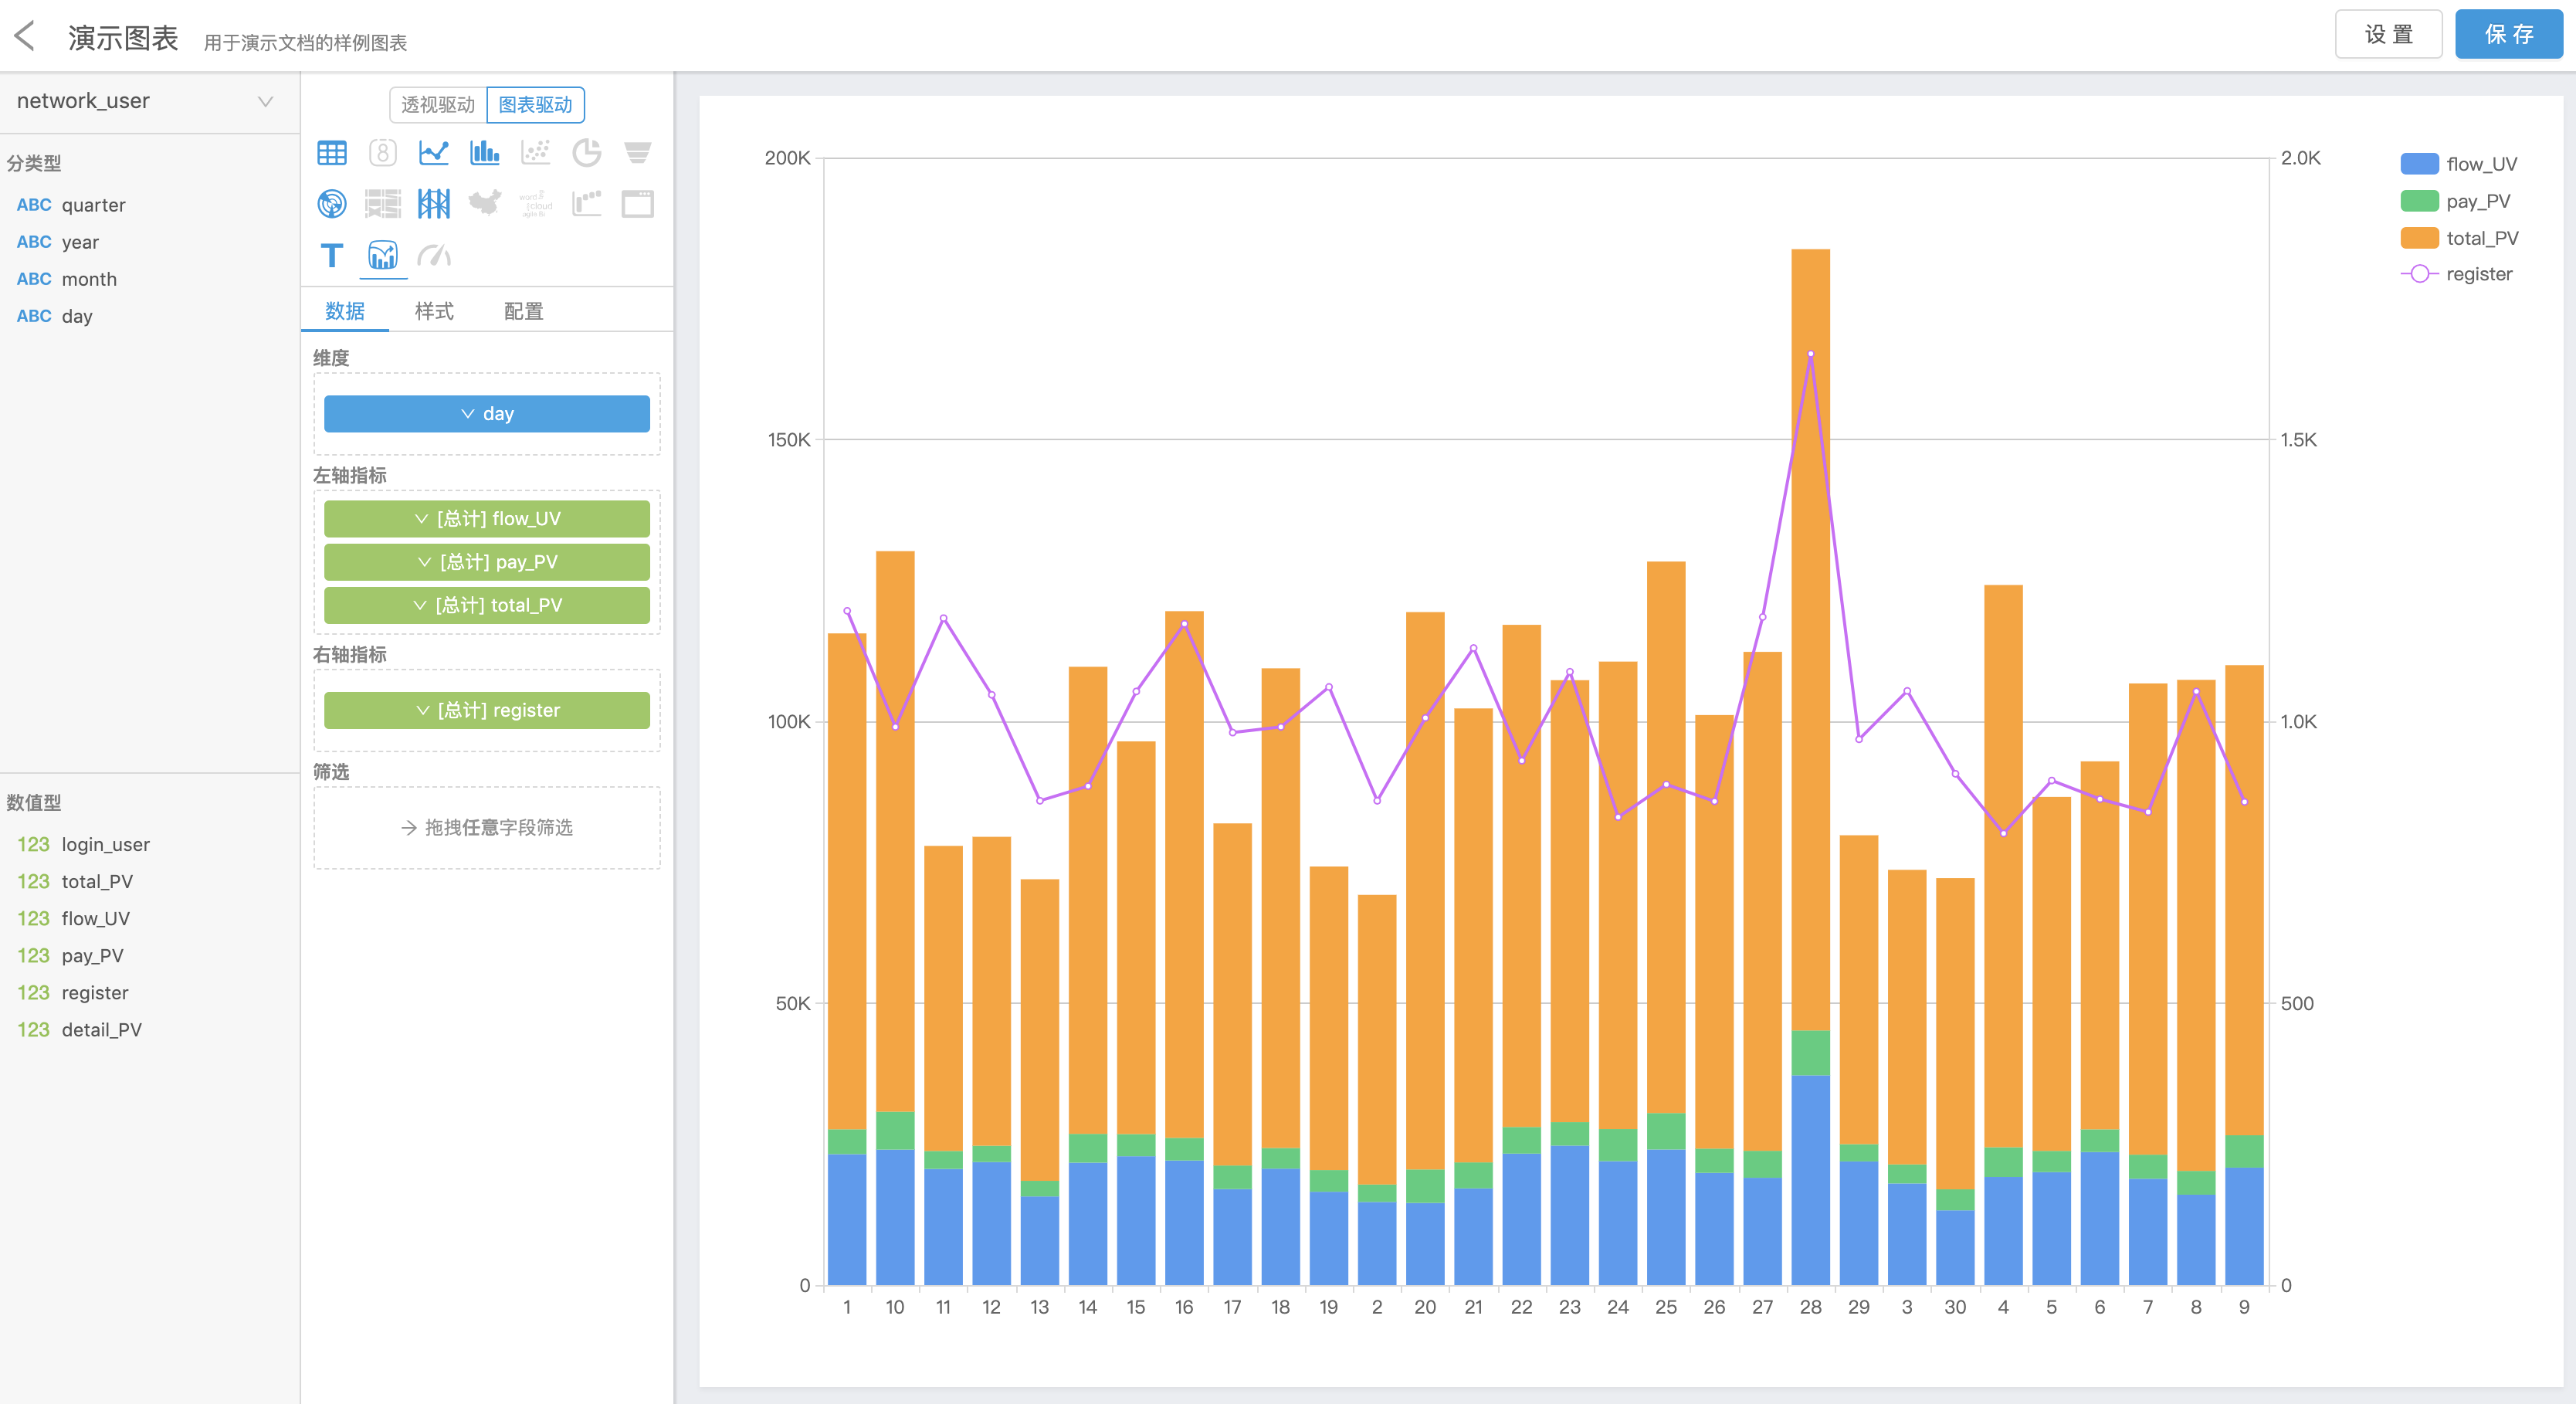 演示图表 用于演示文档的样例图表
设 置 保 存
network_user
分类型
ABC quarter
ABC year
ABC month
ABC day
数值型
123 login_user
123 total_PV
123 flow_UV
123 pay_PV
123 register
123 detail_PV
透视驱动 图表驱动
8
word
cloud
T
数据 样式 配置
维度
day
左轴指标
[总计] flow_UV
[总计] pay_PV
[总计] total_PV
右轴指标
[总计] register
筛选
拖拽任意字段筛选
200K
150K
100K
50K
0
2.0K
1.5K
1.0K
500
0
1 10 11 12 13 14 15 16 17 18 19 2 20 21 22 23 24 25 26 27 28 29 3 30 4 5 6 7 8 9
flow_UV
pay_PV
total_PV
register